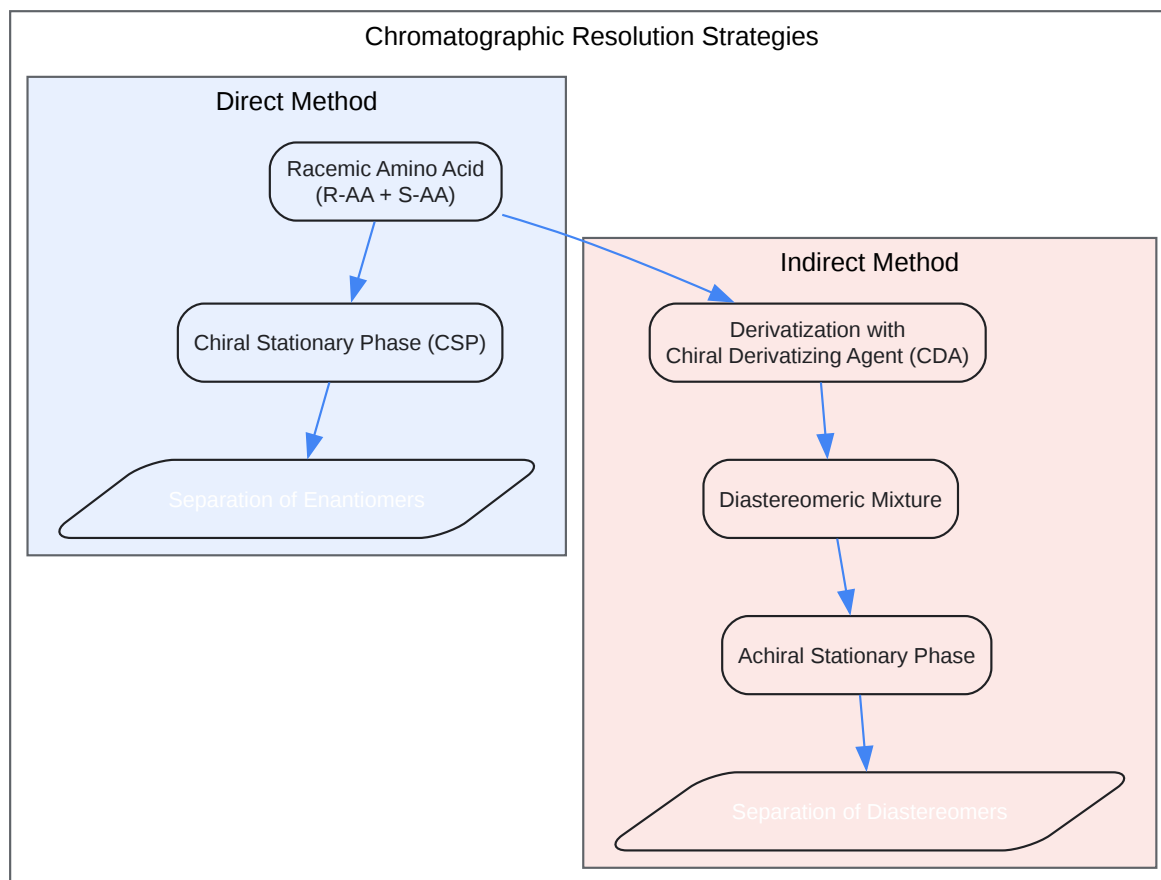 Chromatographic Resolution Strategies
Direct Method
Racemic Amino Acid
(R-AA + S-AA)
Chiral Stationary Phase (CSP)
Separation of Enantiomers
Indirect Method
Derivatization with
Chiral Derivatizing Agent (CDA)
Diastereomeric Mixture
Achiral Stationary Phase
Separation of Diastereomers